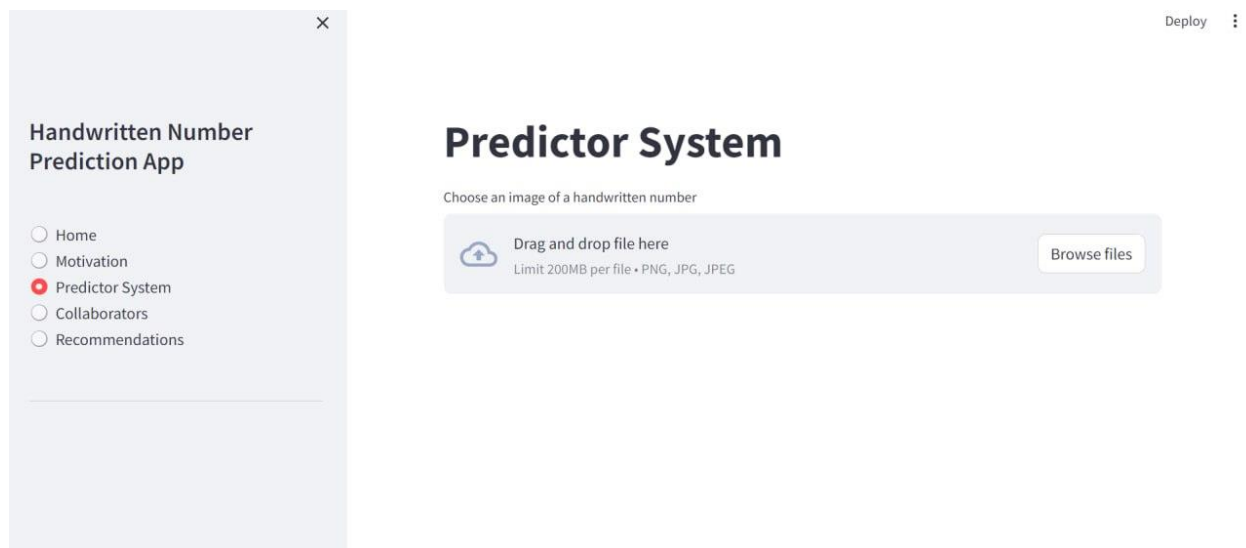 Deploy
Handwritten Number
Prediction App
Home
Motivation
Predictor System
Collaborators
Recommendations
Predictor System
Choose an image of a handwritten number
Drag and drop file here
Limit 200MB per file • PNG, JPG, JPEG
Browse files